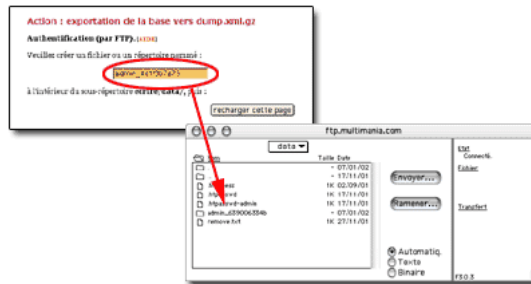 Action : exportation de la base vers dump.xml.gz
Authentification (par FTP).
Veuillez créer un fichier ou un répertoire nommé :
à l'intérieur du sous-répertoire ecrire/data/, puis :
recharger cette page
ftp.multimania.com
data
Taille Date
- 07/01/02
- 17/11/01
1K 02/09/01
1K 17/11/01
.htpasswd-admin 1K 17/11/01
admin_639006334b - 07/01/02
remove.txt 1K 27/11/01
Envoyer...
Ramener...
Automatiq.
Texte
Binaire
Etat
Connecté.
Fichier
Transfert